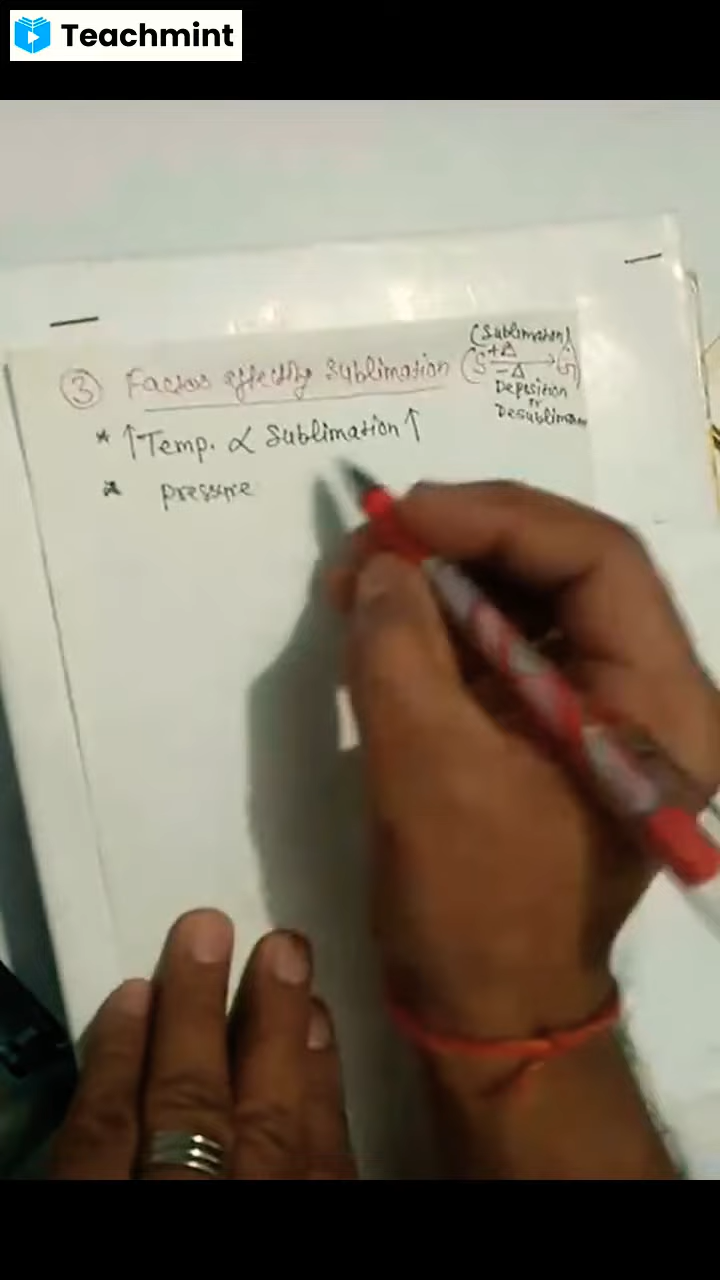 Teachmint
③ Factors affecting Sublimation
(Sublimation)
(S +Δ → G)
-Δ
Deposition
or
Desublimation
* ↑Temp. ∝ Sublimation↑
* pressure